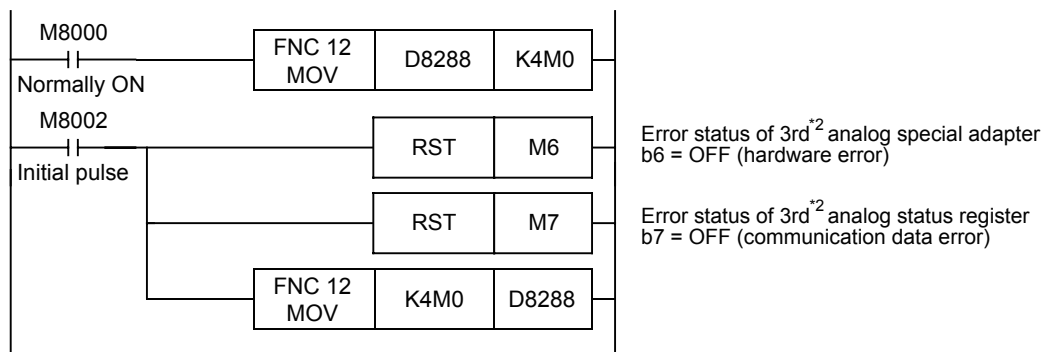 M8000
FNC 12
MOV
D8288
K4M0
Normally ON
M8002
RST
M6
Error status of 3rd*2 analog special adapter
b6 = OFF (hardware error)
Initial pulse
RST
M7
Error status of 3rd*2 analog status register
b7 = OFF (communication data error)
FNC 12
MOV
K4M0
D8288